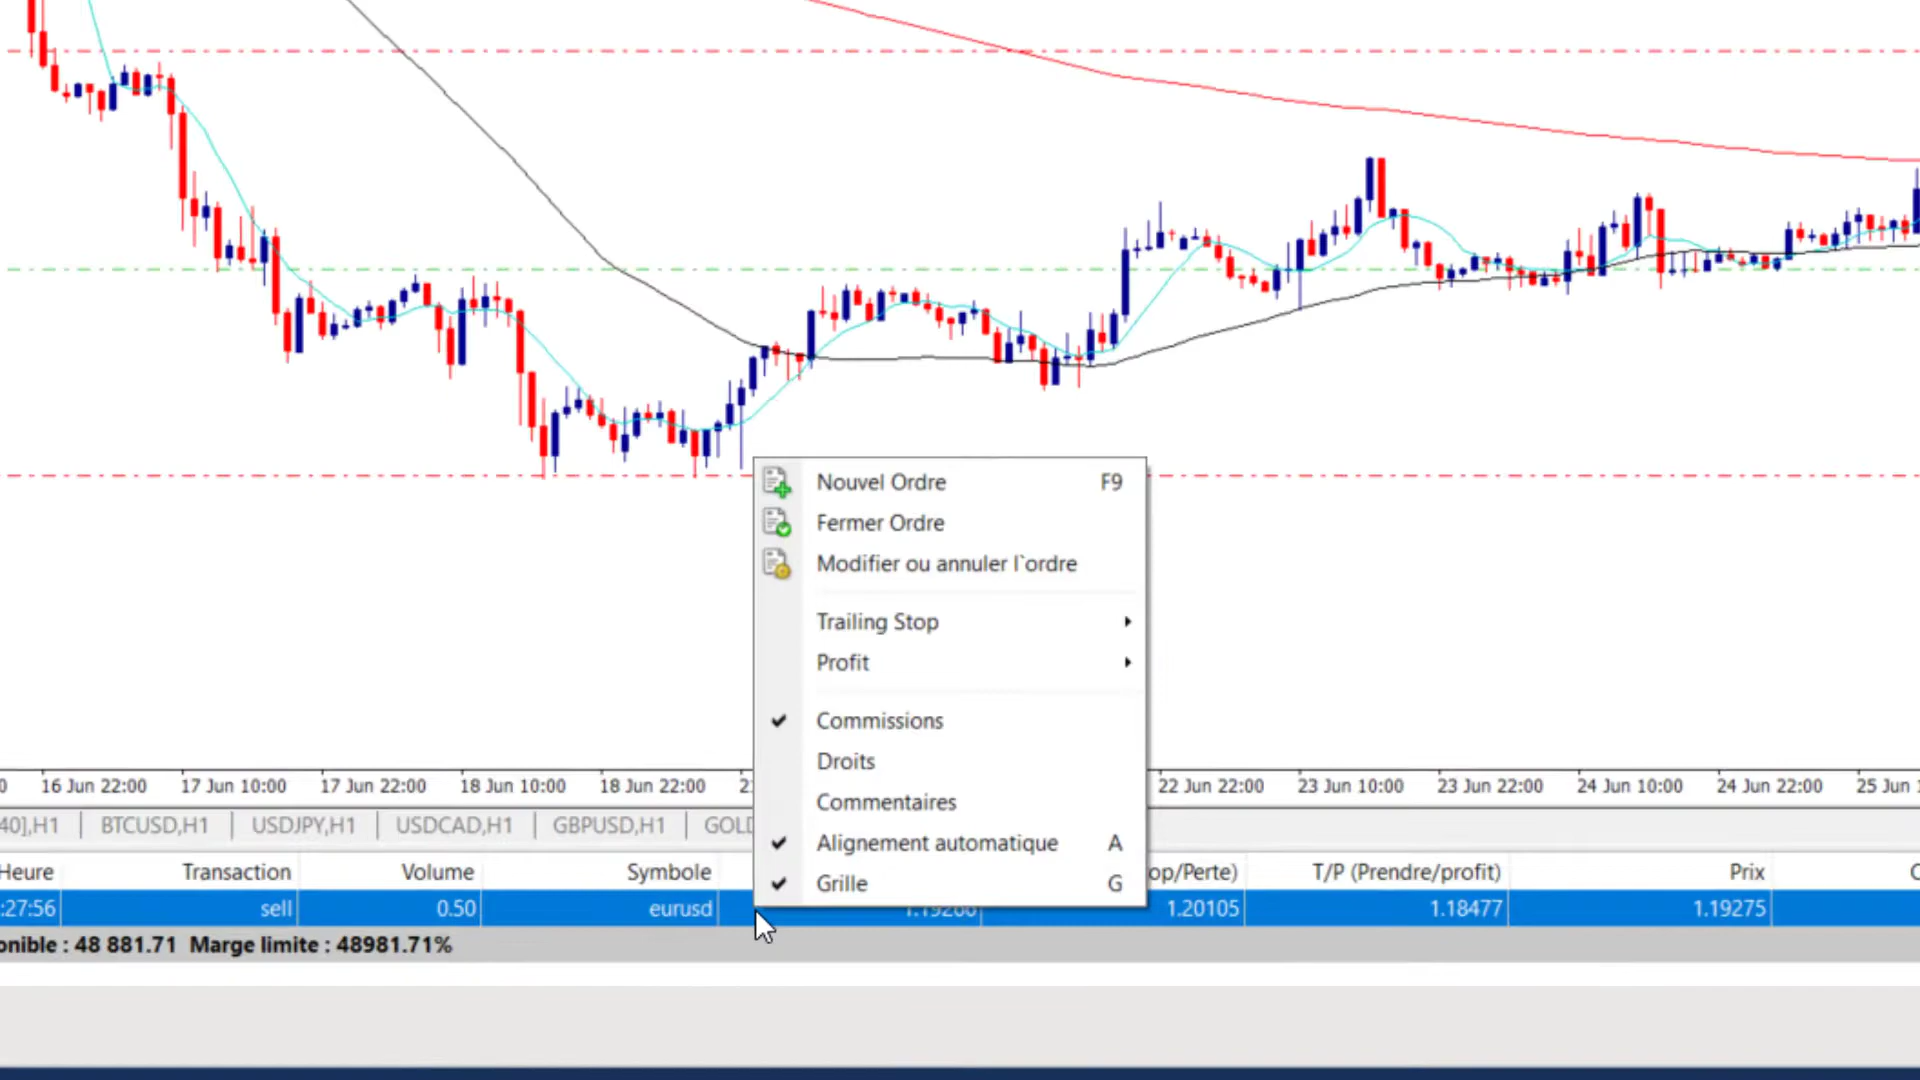 Nouvel Ordre F9
Fermer Ordre
Modifier ou annuler l`ordre
Trailing Stop
Profit
Commissions
Droits
Commentaires
Alignement automatique A
Grille G
0 16 Jun 22:00 17 Jun 10:00 17 Jun 22:00 18 Jun 10:00 18 Jun 22:00 22 Jun 22:00 23 Jun 10:00 23 Jun 22:00 24 Jun 10:00 24 Jun 22:00 25 Jun
40],H1 BTCUSD,H1 USDJPY,H1 USDCAD,H1 GBPUSD,H1 GOLD
Heure Transaction Volume Symbole op/Perte) T/P (Prendre/profit) Prix
:27:56 sell 0.50 eurusd 1.20105 1.18477 1.19275
onible : 48 881.71 Marge limite : 48981.71%